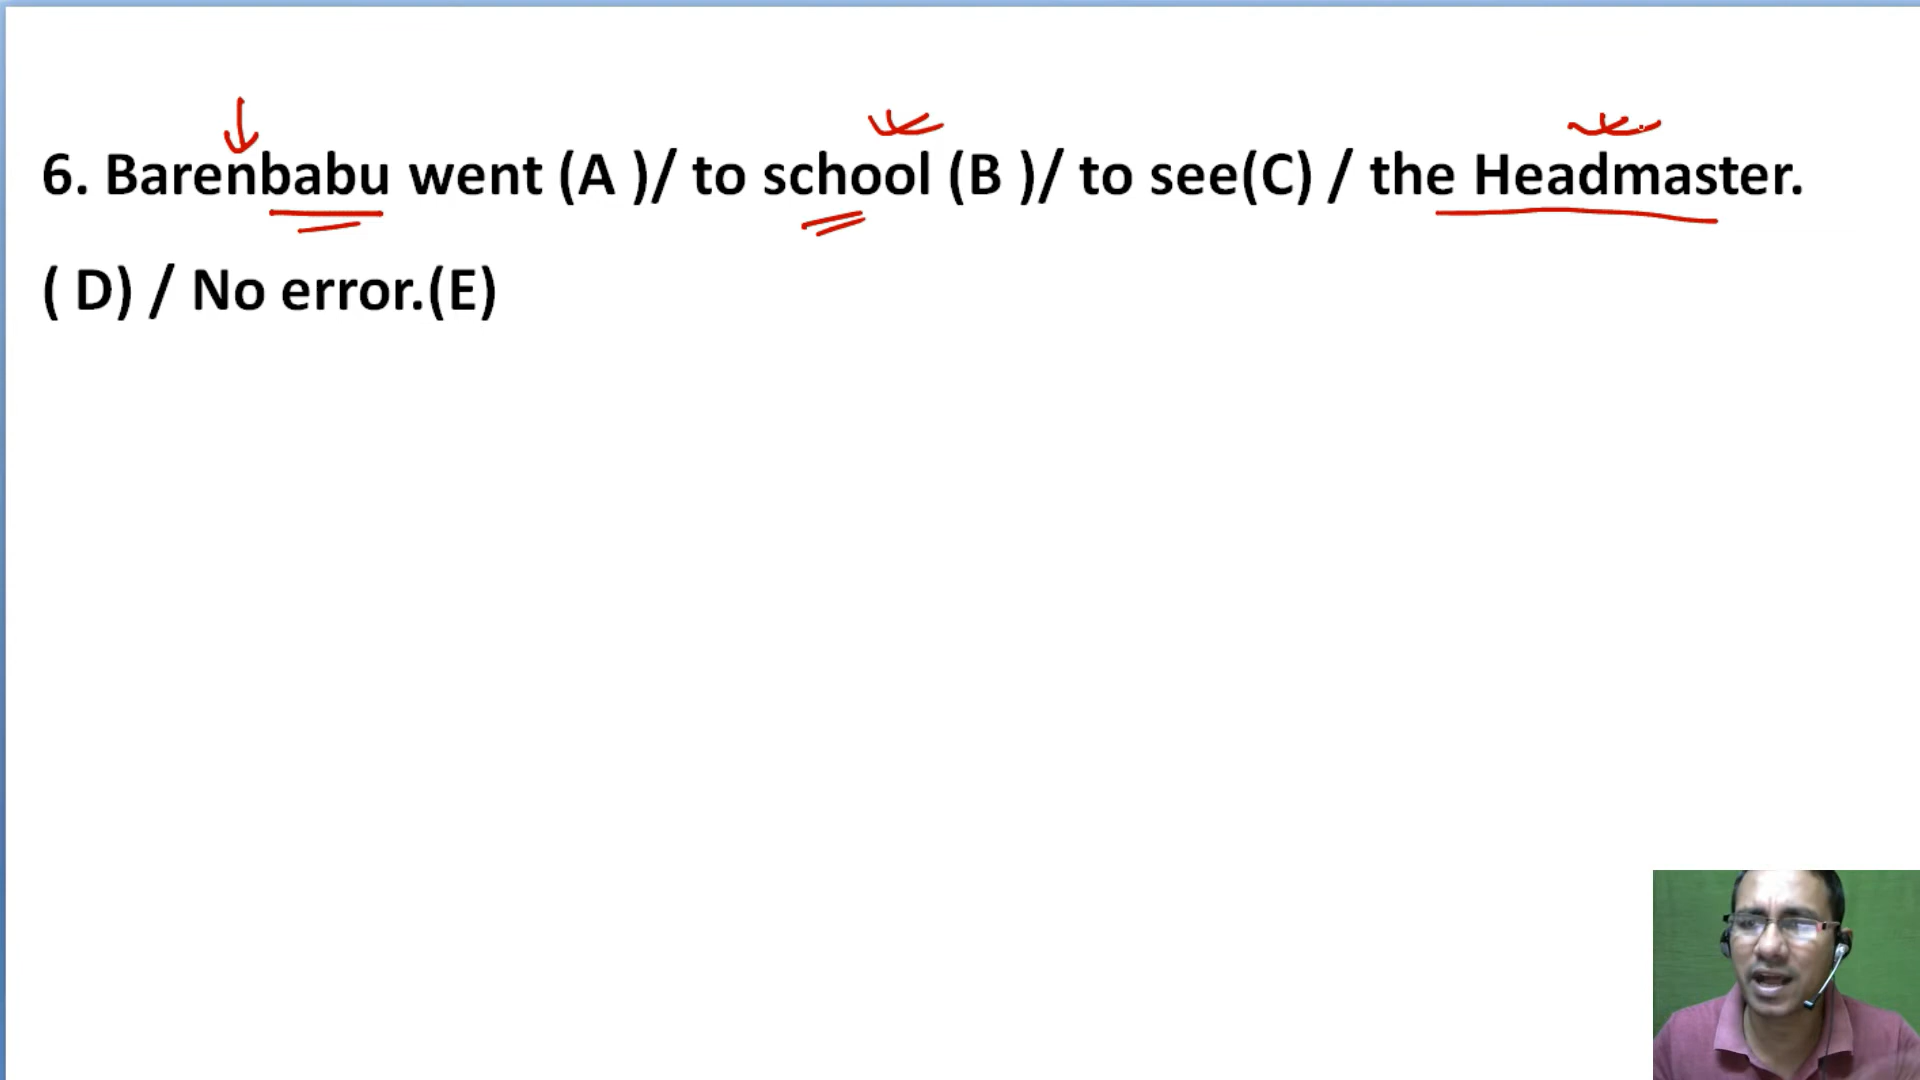 6. Barenbabu went (A )/ to school (B )/ to see(C) / the Headmaster.
( D) / No error.(E)